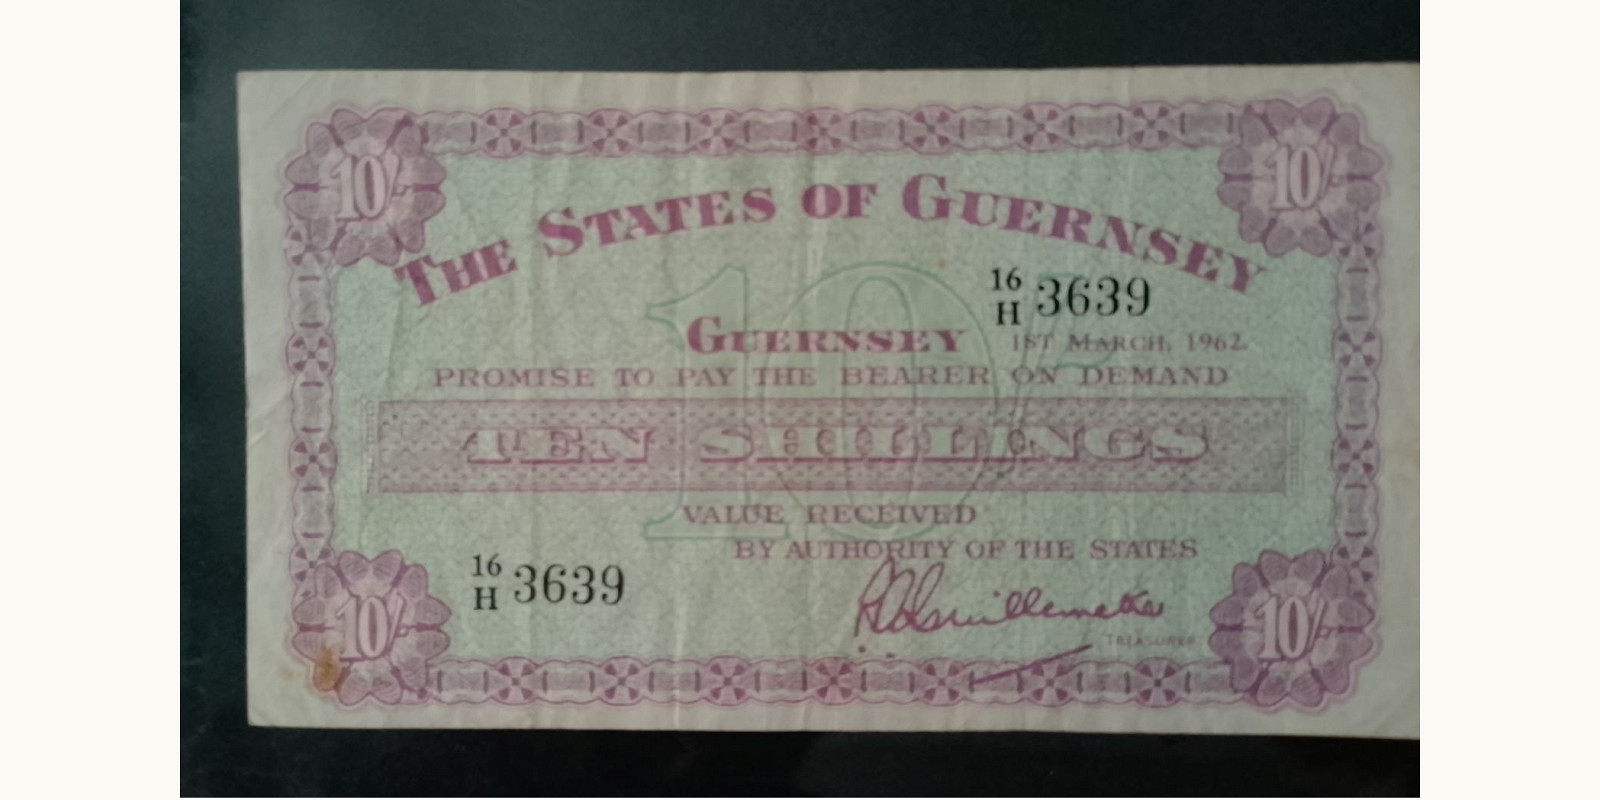 10/- 10/-
THE STATES OF GUERNSEY
16
H 3639
10/-
GUERNSEY 1ST MARCH, 1962.
PROMISE TO PAY THE BEARER ON DEMAND
TEN SHILLINGS
VALUE RECEIVED
BY AUTHORITY OF THE STATES
16
H 3639
TREASURER.
10/- 10/-